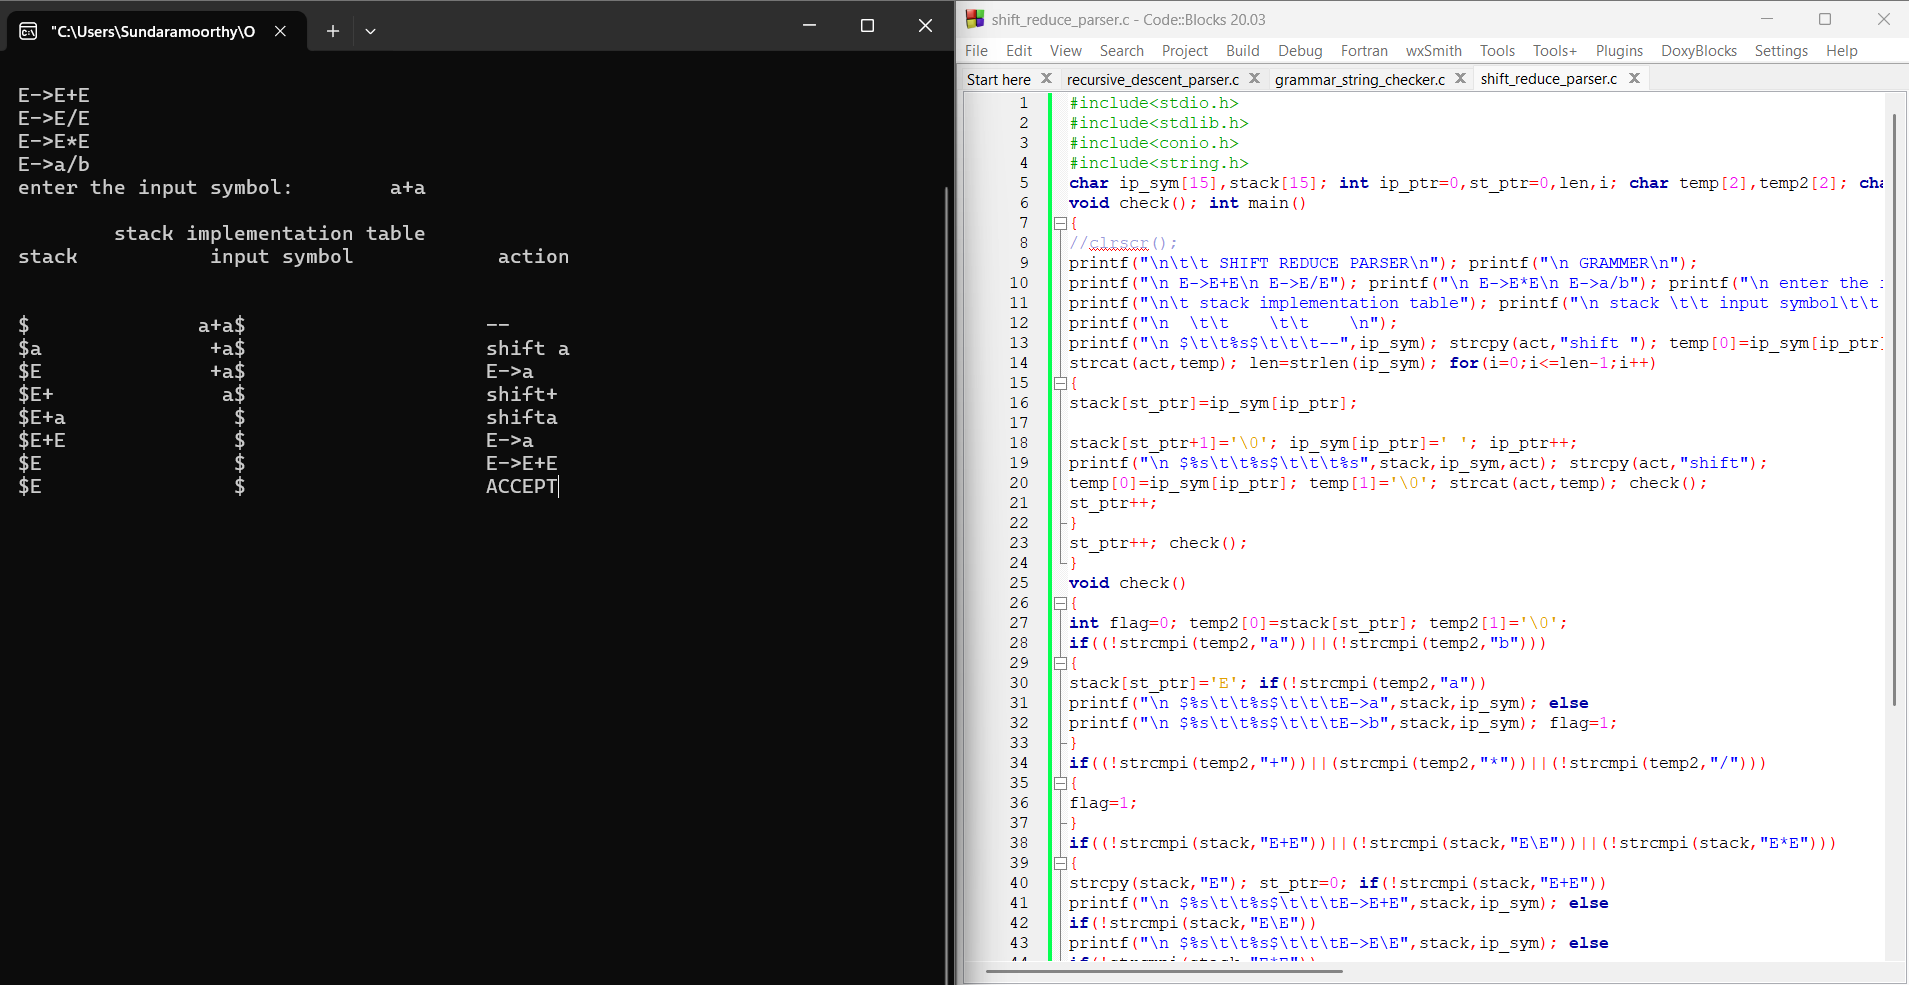 "C:\Users\Sundaramoorthy\O
E->E+E
E->E/E
E->E*E
E->a/b
enter the input symbol: a+a
stack implementation table
stack input symbol action
$ a+a$ --
$a +a$ shift a
$E +a$ E->a
$E+ a$ shift+
$E+a $ shifta
$E+E $ E->a
$E $ E->E+E
$E $ ACCEPT
shift_reduce_parser.c - Code::Blocks 20.03
File Edit View Search Project Build Debug Fortran wxSmith Tools Tools+ Plugins DoxyBlocks Settings Help
Start here recursive_descent_parser.c grammar_string_checker.c shift_reduce_parser.c
1 #include<stdio.h>
2 #include<stdlib.h>
3 #include<conio.h>
4 #include<string.h>
5 char ip_sym[15],stack[15]; int ip_ptr=0,st_ptr=0,len,i; char temp[2],temp2[2]; cha
6 void check(); int main()
7 {
8 //clrscr();
9 printf("\n\t\t SHIFT REDUCE PARSER\n"); printf("\n GRAMMER\n");
10 printf("\n E->E+E\n E->E/E"); printf("\n E->E*E\n E->a/b"); printf("\n enter the
11 printf("\n\t stack implementation table"); printf("\n stack \t\t input symbol\t\t
12 printf("\n \t\t \t\t \n");
13 printf("\n $\t\t%s$\t\t\t--",ip_sym); strcpy(act,"shift "); temp[0]=ip_sym[ip_ptr]
14 strcat(act,temp); len=strlen(ip_sym); for(i=0;i<=len-1;i++)
15 {
16 stack[st_ptr]=ip_sym[ip_ptr];
17
18 stack[st_ptr+1]='\0'; ip_sym[ip_ptr]=' '; ip_ptr++;
19 printf("\n $%s\t\t%s$\t\t\t%s",stack,ip_sym,act); strcpy(act,"shift");
20 temp[0]=ip_sym[ip_ptr]; temp[1]='\0'; strcat(act,temp); check();
21 st_ptr++;
22 }
23 st_ptr++; check();
24 }
25 void check()
26 {
27 int flag=0; temp2[0]=stack[st_ptr]; temp2[1]='\0';
28 if((!strcmpi(temp2,"a"))||(!strcmpi(temp2,"b")))
29 {
30 stack[st_ptr]='E'; if(!strcmpi(temp2,"a"))
31 printf("\n $%s\t\t%s$\t\t\tE->a",stack,ip_sym); else
32 printf("\n $%s\t\t%s$\t\t\tE->b",stack,ip_sym); flag=1;
33 }
34 if((!strcmpi(temp2,"+"))||(strcmpi(temp2,"*"))||(!strcmpi(temp2,"/")))
35 {
36 flag=1;
37 }
38 if((!strcmpi(stack,"E+E"))||(!strcmpi(stack,"E\E"))||(!strcmpi(stack,"E*E")))
39 {
40 strcpy(stack,"E"); st_ptr=0; if(!strcmpi(stack,"E+E"))
41 printf("\n $%s\t\t%s$\t\t\tE->E+E",stack,ip_sym); else
42 if(!strcmpi(stack,"E\E"))
43 printf("\n $%s\t\t%s$\t\t\tE->E\E",stack,ip_sym); else